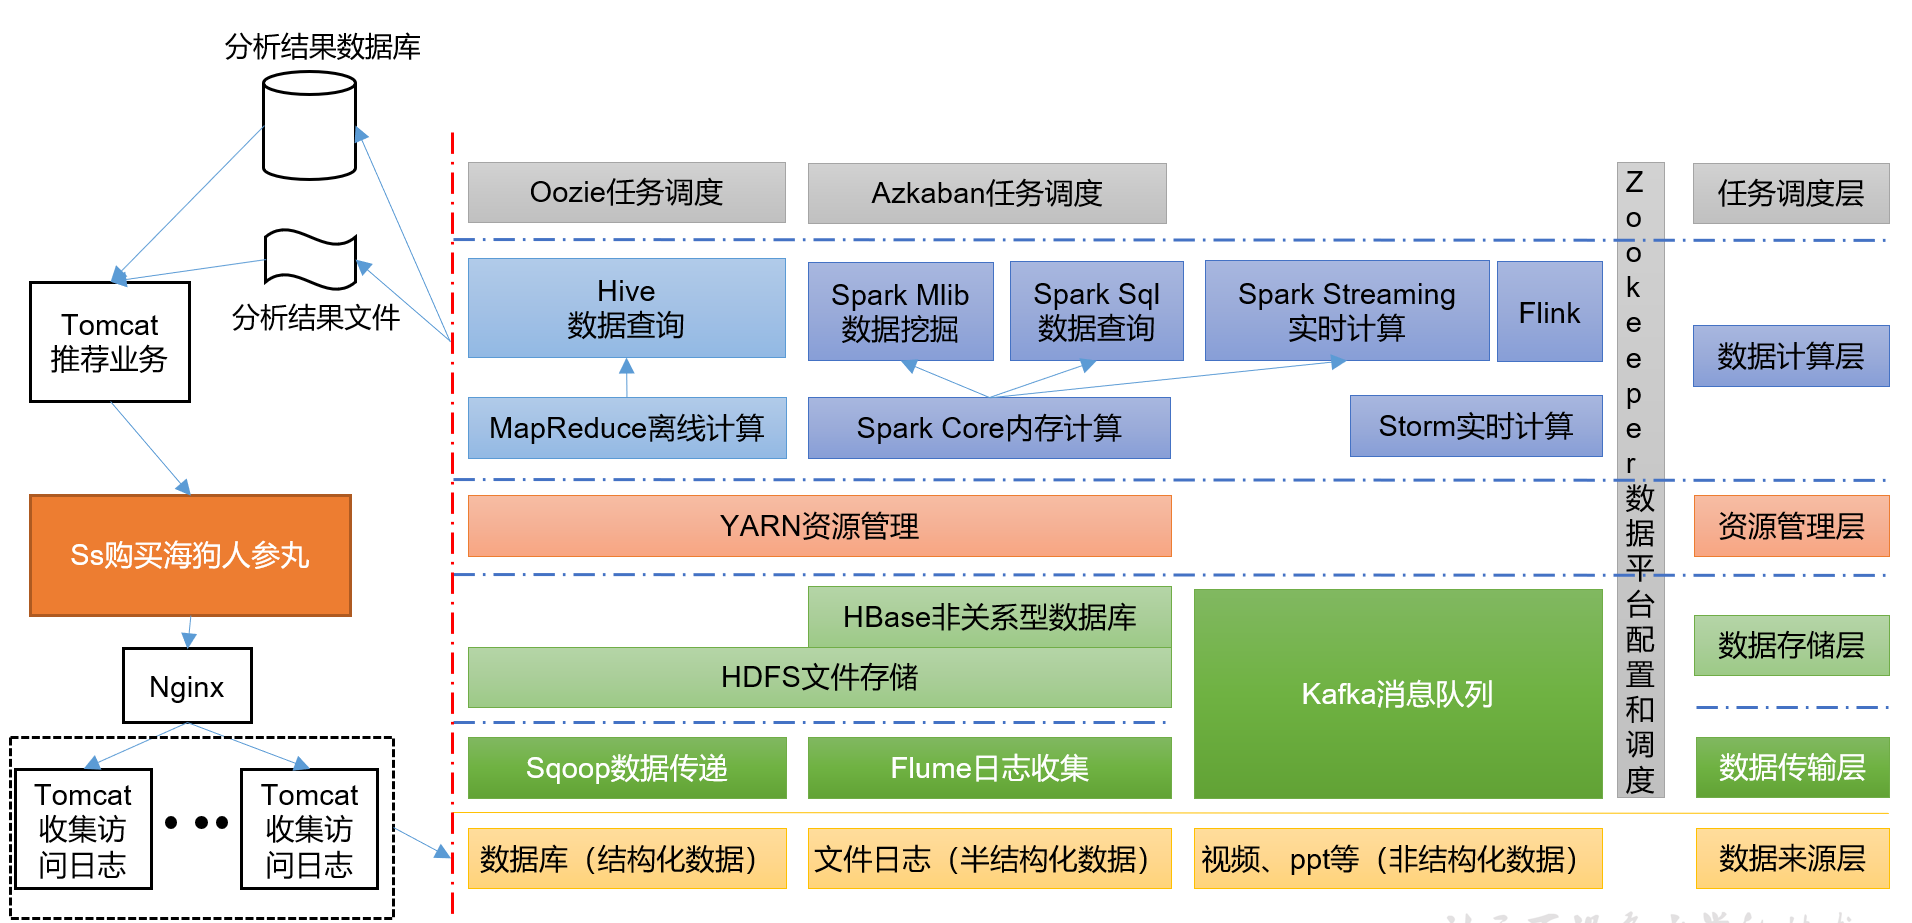 分析结果数据库
分析结果文件
Tomcat
推荐业务
Ss购买海狗人参丸
Nginx
Tomcat
收集访
问日志
Tomcat
收集访
问日志
Oozie任务调度
Azkaban任务调度
任务调度层
Hive
数据查询
Spark Mlib
数据挖掘
Spark Sql
数据查询
Spark Streaming
实时计算
Flink
数据计算层
MapReduce离线计算
Spark Core内存计算
Storm实时计算
YARN资源管理
资源管理层
HBase非关系型数据库
HDFS文件存储
Kafka消息队列
数据存储层
Sqoop数据传递
Flume日志收集
数据传输层
数据库（结构化数据）
文件日志（半结构化数据）
视频、ppt等（非结构化数据）
数据来源层
Zookeeper数据平台配置和调度